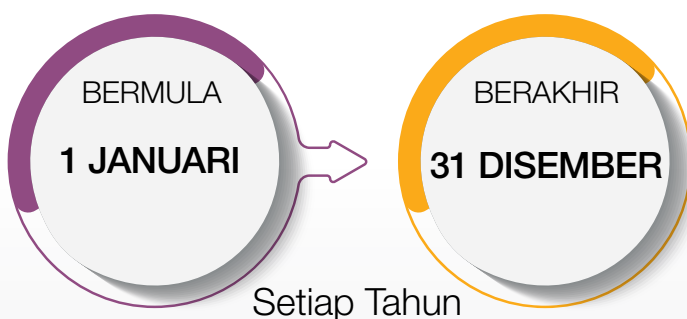 BERMULA
1 JANUARI
BERAKHIR
31 DISEMBER
Setiap Tahun